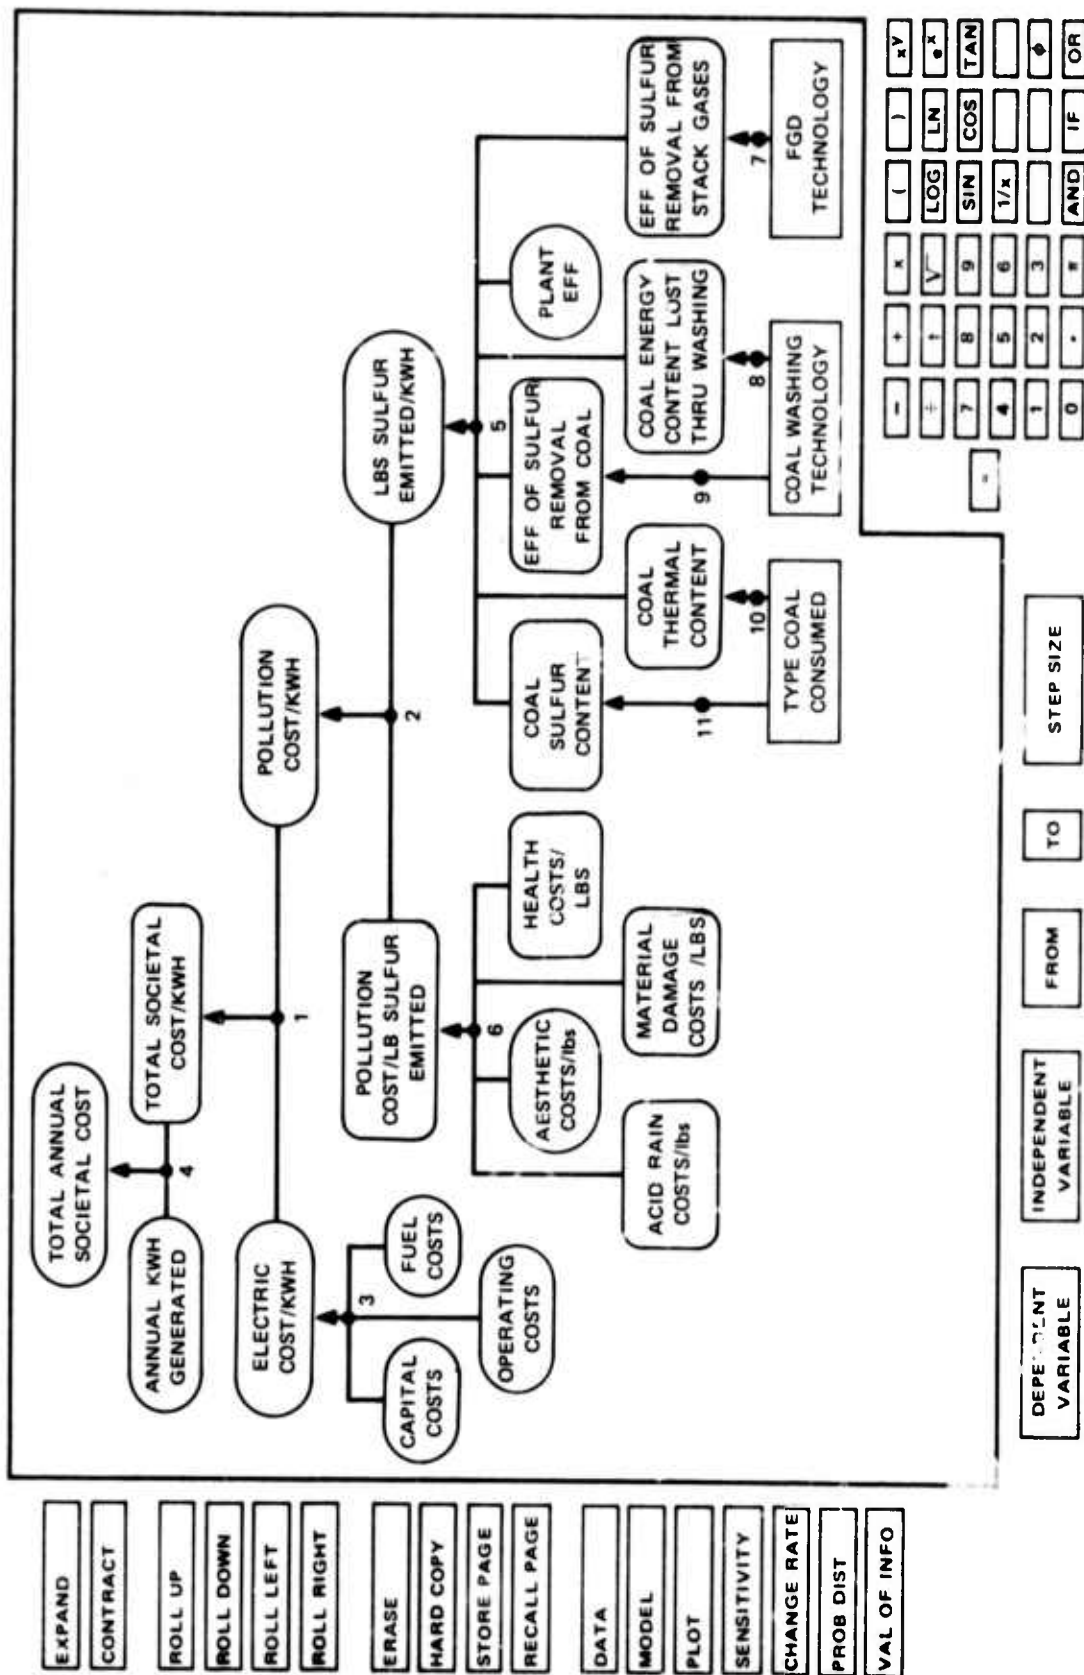 EXPAND
CONTRACT
ROLL UP
ROLL DOWN
ROLL LEFT
ROLL RIGHT
ERASE
HARD COPY
STORE PAGE
RECALL PAGE
DATA
MODEL
PLOT
SENSITIVITY
CHANGE RATE
PROB DIST
VAL OF INFO
TOTAL ANNUAL
SOCIETAL COST
4
ANNUAL KWH
GENERATED
TOTAL SOCIETAL
COST/KWH
1
ELECTRIC
COST/KWH
POLLUTION
COST/KWH
3
CAPITAL
COSTS
FUEL
COSTS
OPERATING
COSTS
2
POLLUTION
COST/LB SULFUR
EMITTED
LBS SULFUR
EMITTED/KWH
6
ACID RAIN
COSTS/lbs
AESTHETIC
COSTS/lbs
MATERIAL
DAMAGE
COSTS /LBS
HEALTH
COSTS/
LBS
5
COAL
SULFUR
CONTENT
COAL
THERMAL
CONTENT
EFF OF SULFUR
REMOVAL
FROM COAL
COAL ENERGY
CONTENT LOST
THRU WASHING
PLANT
EFF
EFF OF SULFUR
REMOVAL FROM
STACK GASES
11
10
9
8
7
TYPE COAL
CONSUMED
COAL WASHING
TECHNOLOGY
FGD
TECHNOLOGY
DEPENDENT
VARIABLE
INDEPENDENT
VARIABLE
FROM
TO
STEP SIZE
=
− + × ( ) xʸ
÷ ↑ √ LOG LN eˣ
7 8 9 SIN COS TAN
4 5 6 1/x
1 2 3 φ
0 · π AND IF OR